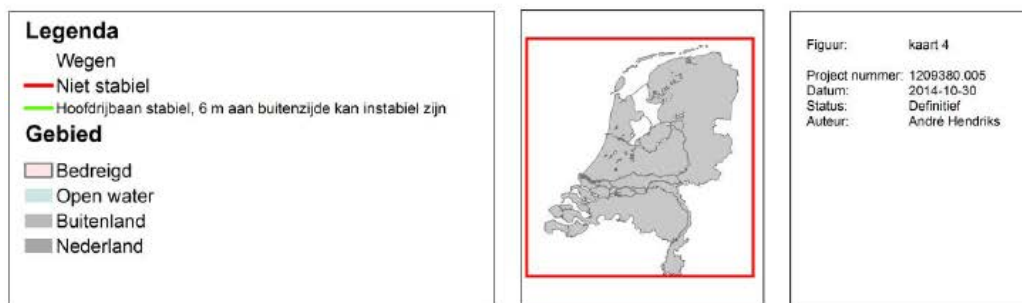 Legenda
Wegen
Niet stabiel
Hoofdrijbaan stabiel, 6 m aan buitenzijde kan instabiel zijn
Gebied
Bedreigd
Open water
Buitenland
Nederland
Figuur: kaart 4
Project nummer: 1209380.005
Datum: 2014-10-30
Status: Definitief
Auteur: André Hendriks